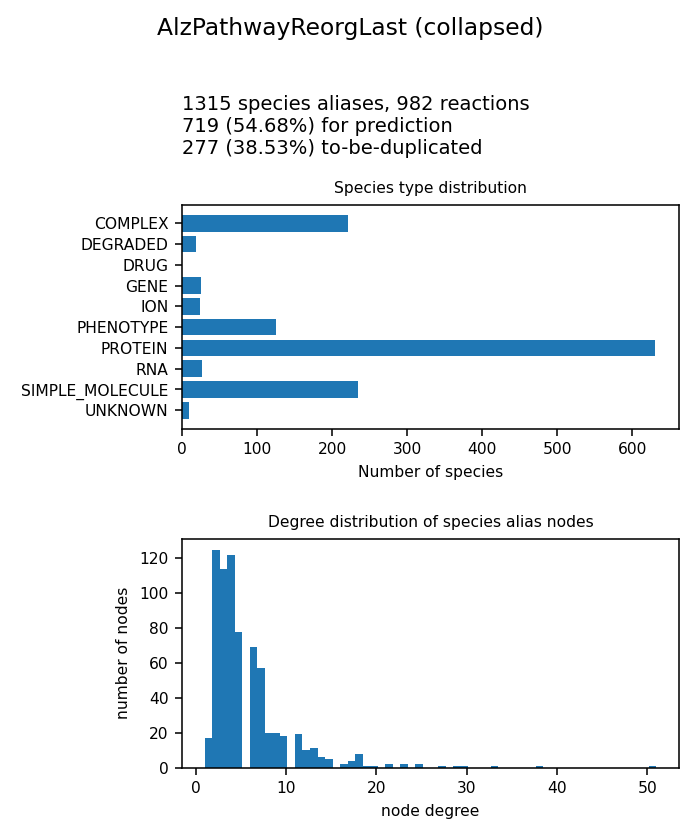 AlzPathwayReorgLast (collapsed)
1315 species aliases, 982 reactions
719 (54.68%) for prediction
277 (38.53%) to-be-duplicated
Species type distribution
COMPLEX
DEGRADED
DRUG
GENE
ION
PHENOTYPE
PROTEIN
RNA
SIMPLE_MOLECULE
UNKNOWN
0 100 200 300 400 500 600
Number of species
Degree distribution of species alias nodes
number of nodes
120
100
80
60
40
20
0
0 10 20 30 40 50
node degree